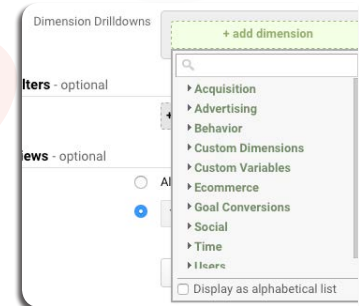 Dimension Drilldowns
+ add dimension
lters - optional
Acquisition
Advertising
Behavior
Custom Dimensions
Custom Variables
iews - optional
Ecommerce
Al
Goal Conversions
Social
Time
Users
Display as alphabetical list